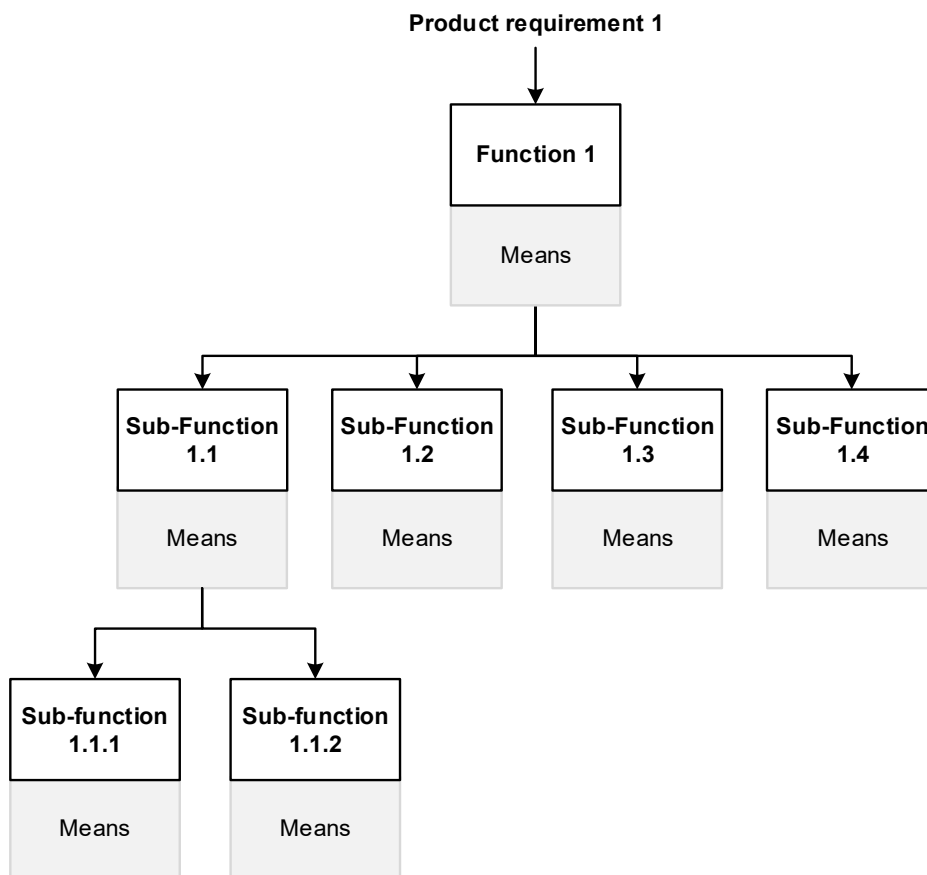 Product requirement 1
Function 1
Means
Sub-Function
1.1
Means
Sub-Function
1.2
Means
Sub-Function
1.3
Means
Sub-Function
1.4
Means
Sub-function
1.1.1
Means
Sub-function
1.1.2
Means